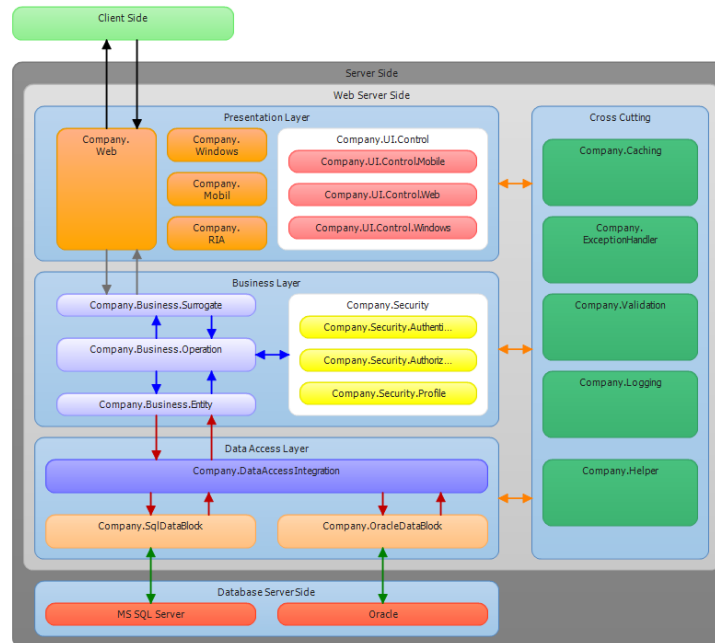 Client Side
Server Side
Web Server Side
Presentation Layer
Company.
Web
Company.
Windows
Company.
Mobil
Company.
RIA
Company.UI.Control
Company.UI.Control.Mobile
Company.UI.Control.Web
Company.UI.Control.Windows
Business Layer
Company.Business.Surrogate
Company.Business.Operation
Company.Business.Entity
Company.Security
Company.Security.Authenti...
Company.Security.Authoriz...
Company.Security.Profile
Data Access Layer
Company.DataAccessIntegration
Company.SqlDataBlock
Company.OracleDataBlock
Cross Cutting
Company.Caching
Company.
ExceptionHandler
Company.Validation
Company.Logging
Company.Helper
Database Server Side
MS SQL Server
Oracle